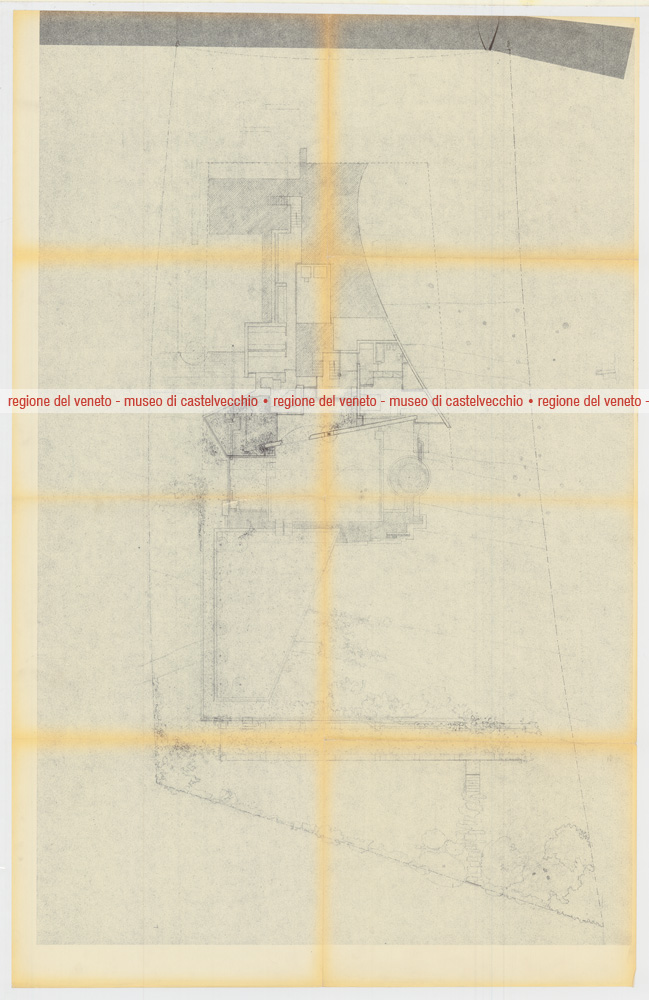 regione del veneto - museo di castelvecchio • regione del veneto - museo di castelvecchio • regione del veneto -